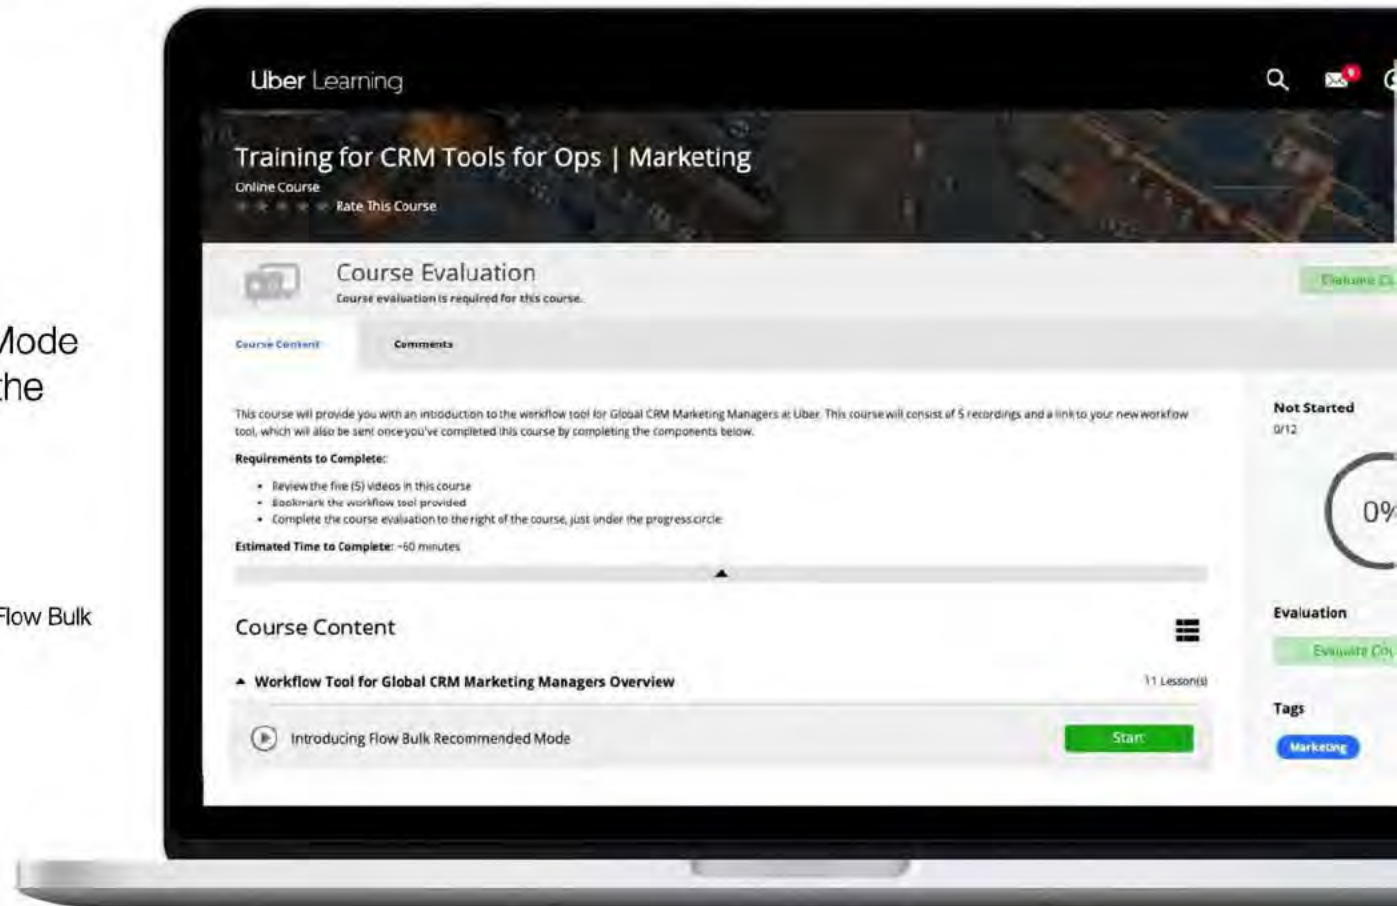 Mode
the
Flow Bulk
Uber Learning
Training for CRM Tools for Ops | Marketing
Online Course
Rate This Course
Course Evaluation
Course evaluation is required for this course.
Evaluate
Course Content
Comments
This course will provide you with an introduction to the workflow tool for Global CRM Marketing Managers at Uber. This course will consist of 5 recordings and a link to your new workflow
tool, which will also be sent once you've completed this course by completing the components below.
Requirements to Complete:
• Review the five (5) videos in this course
• Bookmark the workflow tool provided
• Complete the course evaluation to the right of the course, just under the progress circle
Estimated Time to Complete: ~60 minutes
Not Started
0/12
0%
Course Content
Workflow Tool for Global CRM Marketing Managers Overview
11 Lesson(s)
Introducing Flow Bulk Recommended Mode
Start
Evaluation
Evaluate
Tags
Marketing